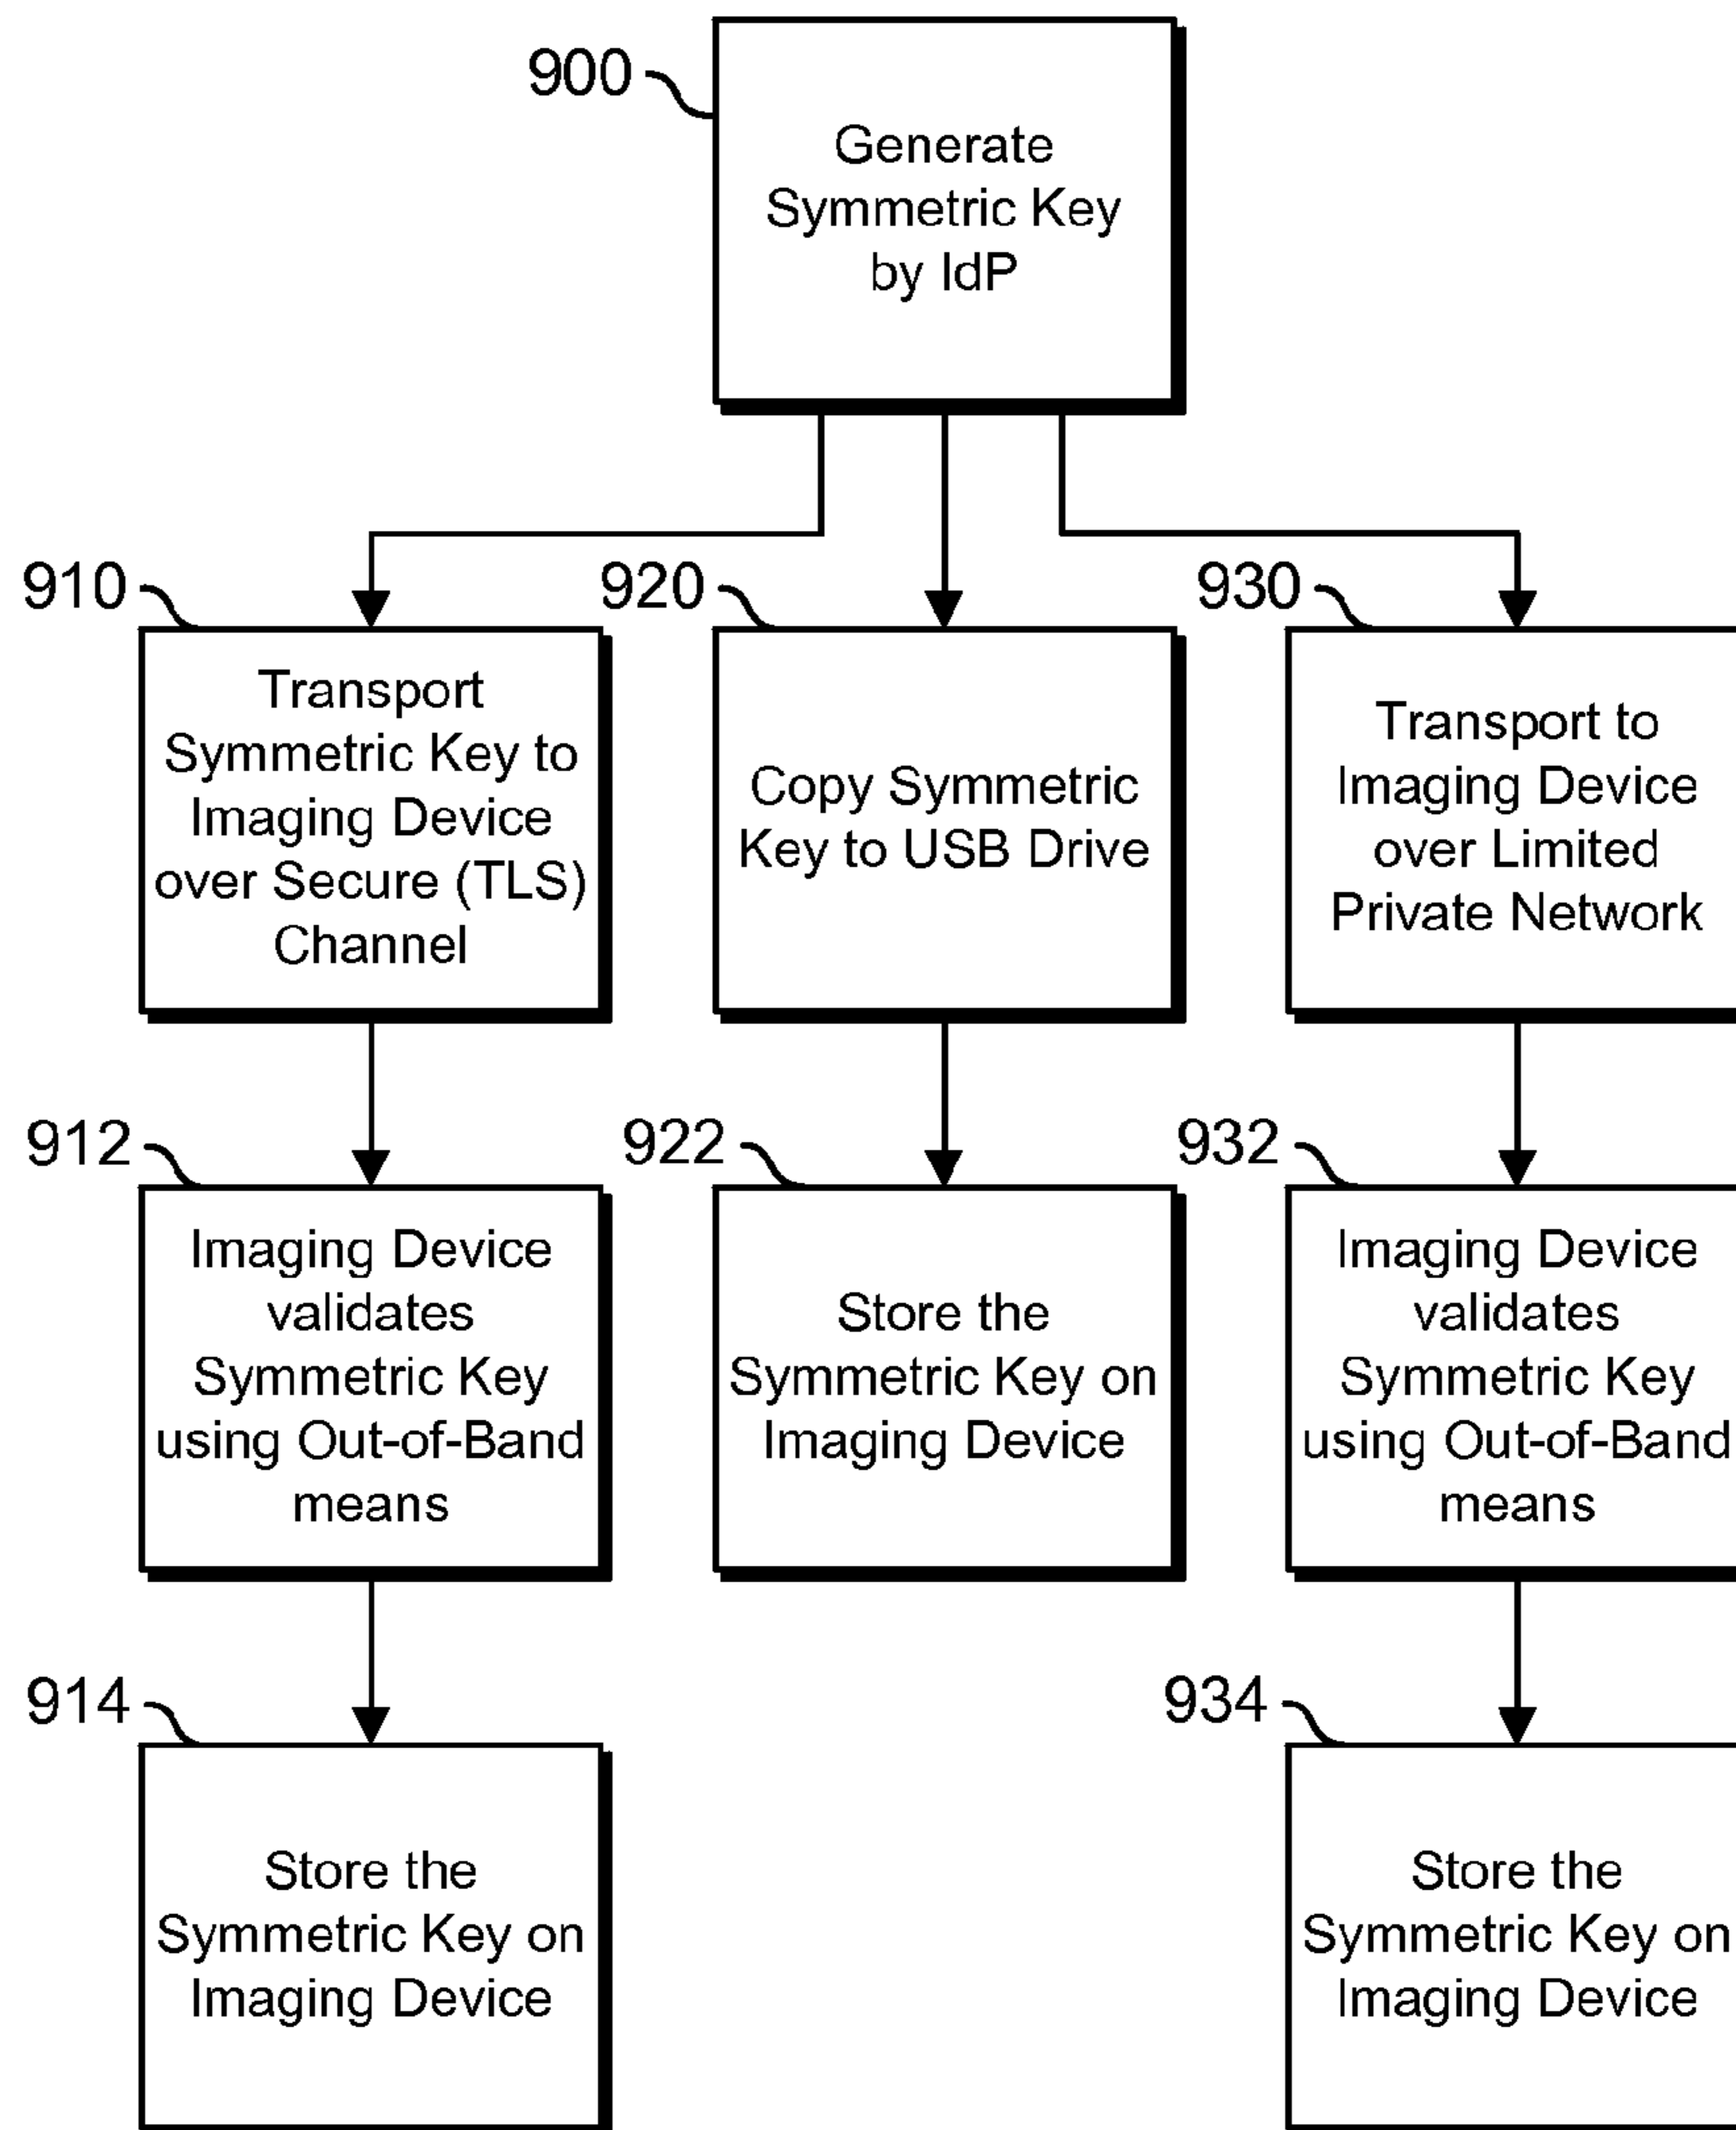 900
Generate
Symmetric Key
by IdP
910
Transport
Symmetric Key to
Imaging Device
over Secure (TLS)
Channel
920
Copy Symmetric
Key to USB Drive
930
Transport to
Imaging Device
over Limited
Private Network
912
Imaging Device
validates
Symmetric Key
using Out-of-Band
means
922
Store the
Symmetric Key on
Imaging Device
932
Imaging Device
validates
Symmetric Key
using Out-of-Band
means
914
Store the
Symmetric Key on
Imaging Device
934
Store the
Symmetric Key on
Imaging Device